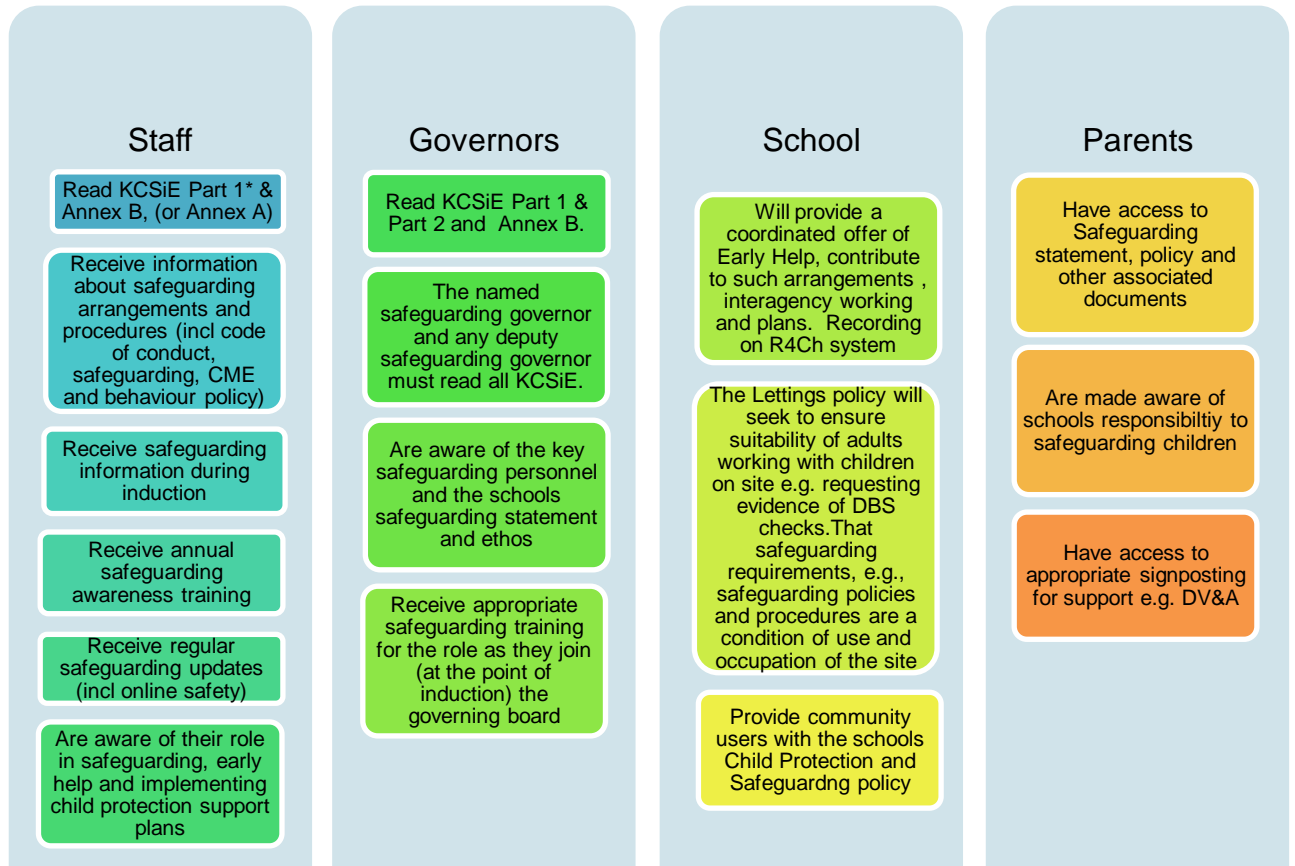 Staff
Read KCSiE Part 1* &
Annex B, (or Annex A)
Receive information
about safeguarding
arrangements and
procedures (incl code
of conduct,
safeguarding, CME
and behaviour policy)
Receive safeguarding
information during
induction
Receive annual
safeguarding
awareness training
Receive regular
safeguarding updates
(incl online safety)
Are aware of their role
in safeguarding, early
help and implementing
child protection support
plans
Governors
Read KCSiE Part 1 &
Part 2 and Annex B.
The named
safeguarding governor
and any deputy
safeguarding governor
must read all KCSiE.
Are aware of the key
safeguarding personnel
and the schools
safeguarding statement
and ethos
Receive appropriate
safeguarding training
for the role as they join
(at the point of
induction) the
governing board
School
Will provide a
coordinated offer of
Early Help, contribute
to such arrangements ,
interagency working
and plans. Recording
on R4Ch system
The Lettings policy will
seek to ensure
suitability of adults
working with children
on site e.g. requesting
evidence of DBS
checks.That
safeguarding
requirements, e.g.,
safeguarding policies
and procedures are a
condition of use and
occupation of the site
Provide community
users with the schools
Child Protection and
Safeguardng policy
Parents
Have access to
Safeguarding
statement, policy and
other associated
documents
Are made aware of
schools responsibiltiy to
safeguarding children
Have access to
appropriate signposting
for support e.g. DV&A